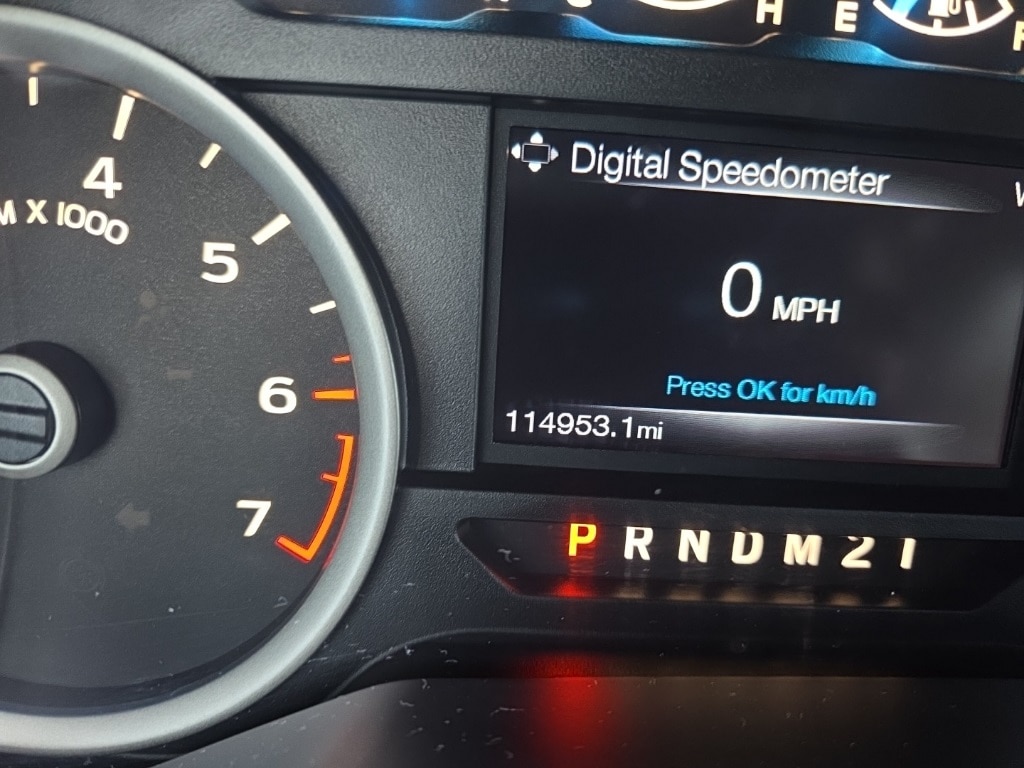 H E F
4
M X 1000
5
6
7
Digital Speedometer
0 MPH
Press OK for km/h
114953.1mi
P R N D M 2 1